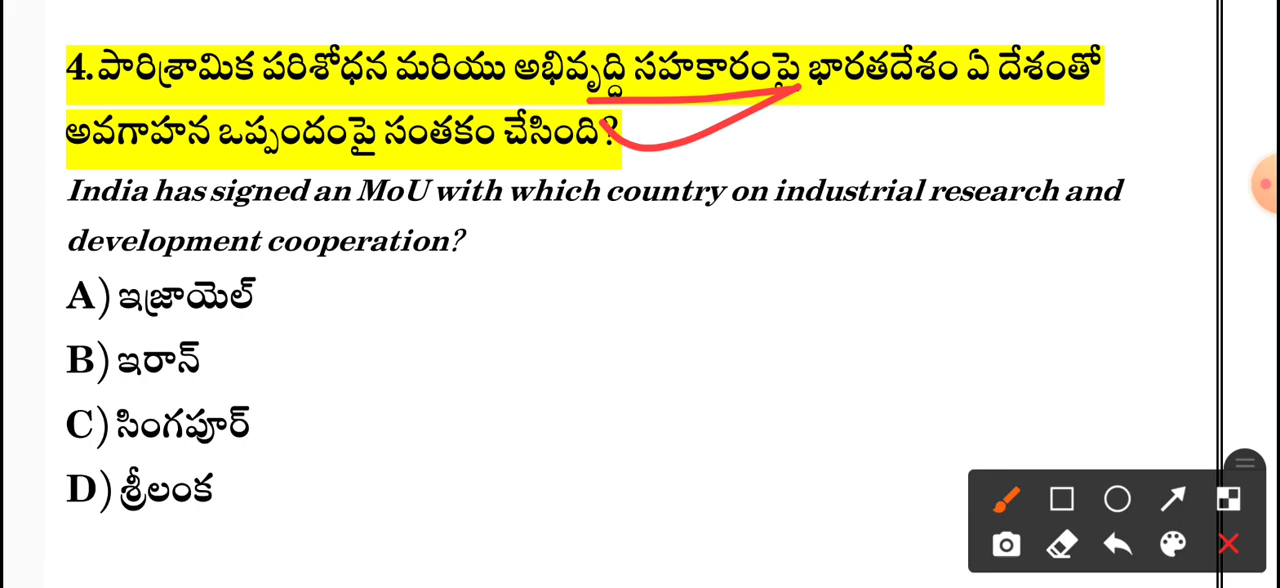 4.పారిశ్రామిక పరిశోధన మరియు అభివృద్ది సహకారంపై భారతదేశం ఏ దేశంతో
అవగాహన ఒప్పందంపై సంతకం చేసింది?
India has signed an MoU with which country on industrial research and
development cooperation?
A) ఇజ్రాయెల్
B) ఇరాన్
C) సింగపూర్
D) శ్రీలంక